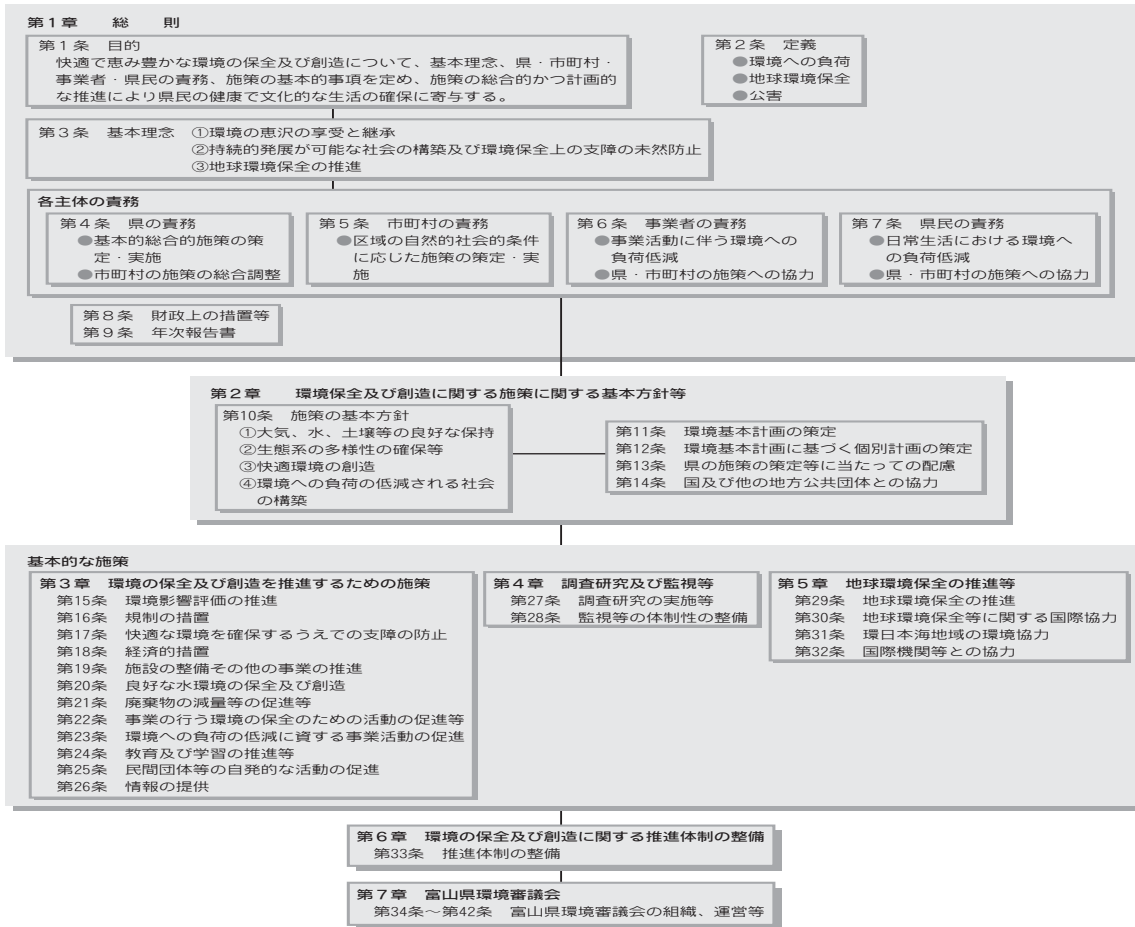 第1章　総　則
第1条　目的
快適で恵み豊かな環境の保全及び創造について、基本理念、県・市町村・
事業者・県民の責務、施策の基本的事項を定め、施策の総合的かつ計画的
な推進により県民の健康で文化的な生活の確保に寄与する。
第2条　定義
●環境への負荷
●地球環境保全
●公害
第3条　基本理念　①環境の恵沢の享受と継承
②持続的発展が可能な社会の構築及び環境保全上の支障の未然防止
③地球環境保全の推進
各主体の責務
第4条　県の責務
●基本的総合的施策の策
定・実施
●市町村の施策の総合調整
第5条　市町村の責務
●区域の自然的社会的条件
に応じた施策の策定・実
施
第6条　事業者の責務
●事業活動に伴う環境への
負荷低減
●県・市町村の施策への協力
第7条　県民の責務
●日常生活における環境へ
の負荷低減
●県・市町村の施策への協力
第8条　財政上の措置等
第9条　年次報告書
第2章　環境保全及び創造に関する施策に関する基本方針等
第10条　施策の基本方針
①大気、水、土壌等の良好な保持
②生態系の多様性の確保等
③快適環境の創造
④環境への負荷の低減される社会
の構築
第11条　環境基本計画の策定
第12条　環境基本計画に基づく個別計画の策定
第13条　県の施策の策定等に当たっての配慮
第14条　国及び他の地方公共団体との協力
基本的な施策
第3章　環境の保全及び創造を推進するための施策
第15条　環境影響評価の推進
第16条　規制の措置
第17条　快適な環境を確保するうえでの支障の防止
第18条　経済的措置
第19条　施設の整備その他の事業の推進
第20条　良好な水環境の保全及び創造
第21条　廃棄物の減量等の促進等
第22条　事業の行う環境の保全のための活動の促進等
第23条　環境への負荷の低減に資する事業活動の促進
第24条　教育及び学習の推進等
第25条　民間団体等の自発的な活動の促進
第26条　情報の提供
第4章　調査研究及び監視等
第27条　調査研究の実施等
第28条　監視等の体制性の整備
第5章　地球環境保全の推進等
第29条　地球環境保全の推進
第30条　地球環境保全等に関する国際協力
第31条　環日本海地域の環境協力
第32条　国際機関等との協力
第6章　環境の保全及び創造に関する推進体制の整備
第33条　推進体制の整備
第7章　富山県環境審議会
第34条～第42条　富山県環境審議会の組織、運営等